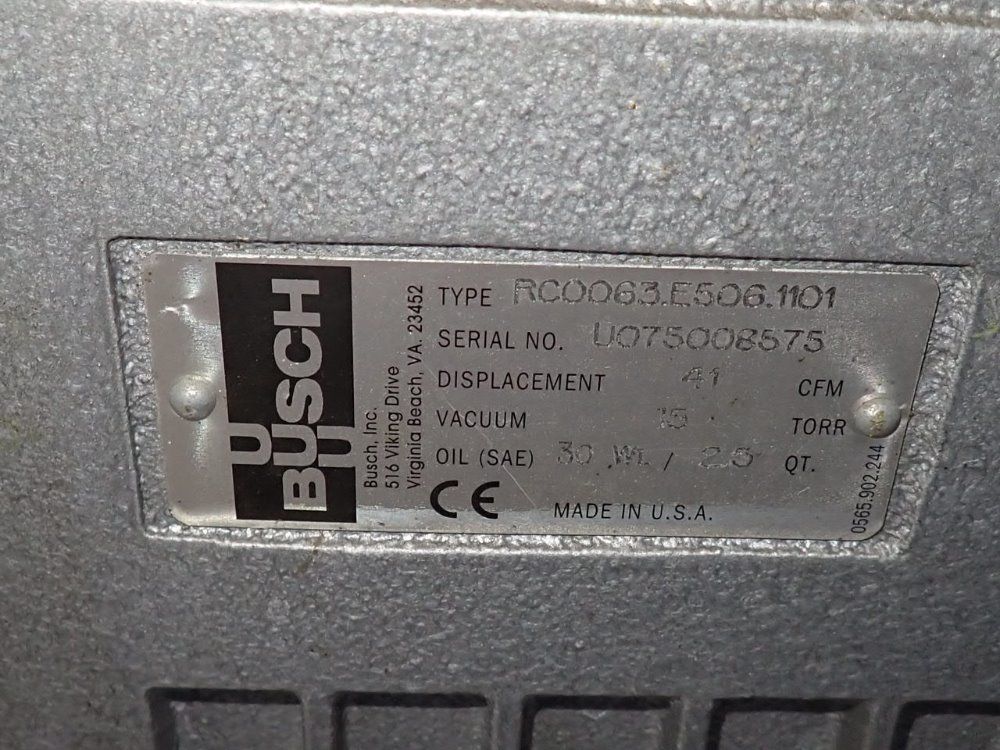 U
BUSCH
U
Busch, Inc.
516 Viking Drive
Virginia Beach, VA. 23452
TYPE RC0063.E506.1101
SERIAL NO. U075008575
DISPLACEMENT 41 CFM
VACUUM 15 TORR
OIL (SAE) 30 WT. / 2.5 QT.
CE MADE IN U.S.A.
0565.902.244